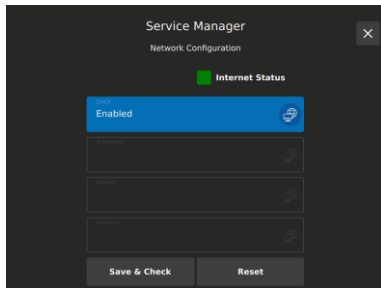 Service Manager
Network Configuration
Internet Status
DHCP
Enabled
Save & Check
Reset